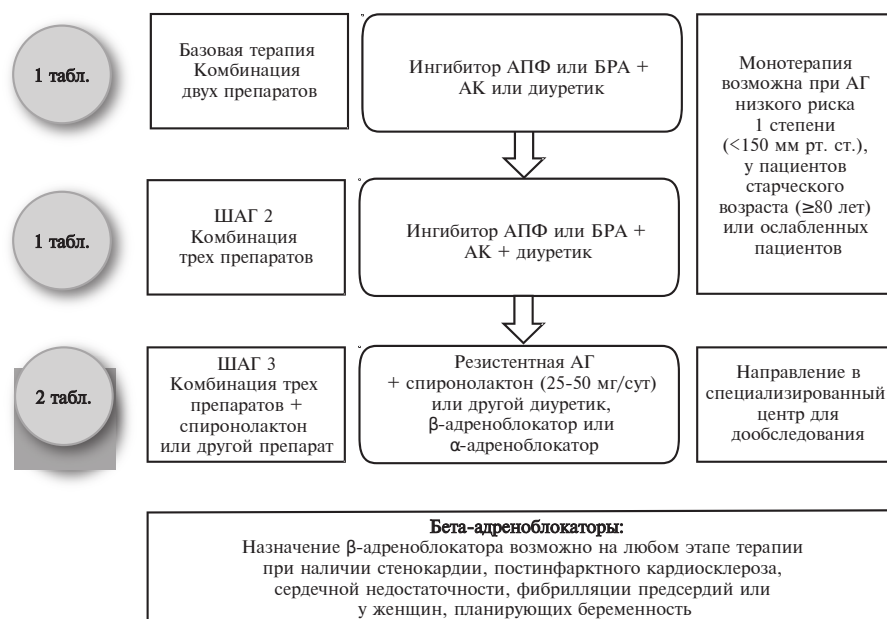 1 табл.
Базовая терапия
Комбинация
двух препаратов
Ингибитор АПФ или БРА +
АК или диуретик
Монотерапия
возможна при АГ
низкого риска
1 степени
(<150 мм рт. ст.),
у пациентов
старческого
возраста (≥80 лет)
или ослабленных
пациентов
1 табл.
ШАГ 2
Комбинация
трех препаратов
Ингибитор АПФ или БРА +
АК + диуретик
2 табл.
ШАГ 3
Комбинация трех
препаратов +
спиронолактон
или другой препарат
Резистентная АГ
+ спиронолактон (25-50 мг/сут)
или другой диуретик,
β-адреноблокатор или
α-адреноблокатор
Направление в
специализированный
центр для
дообследования
Бета-адреноблокаторы:
Назначение β-адреноблокатора возможно на любом этапе терапии
при наличии стенокардии, постинфарктного кардиосклероза,
сердечной недостаточности, фибрилляции предсердий или
у женщин, планирующих беременность